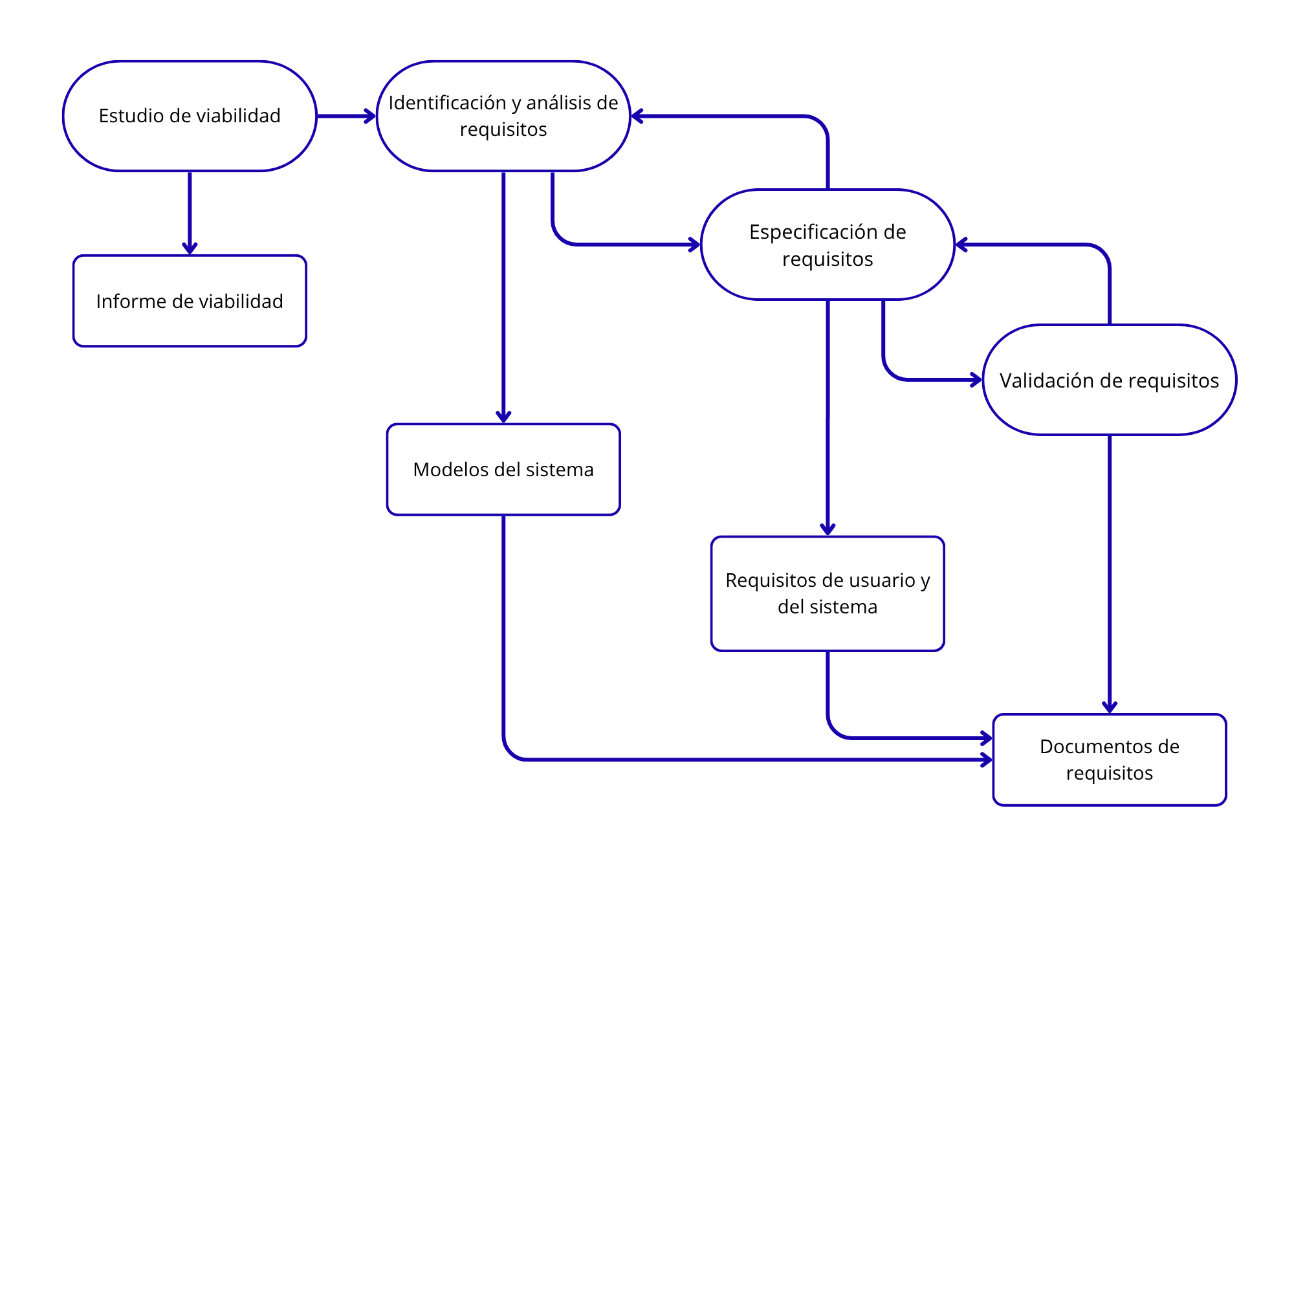 Estudio de viabilidad
Identificación y análisis de
requisitos
Especificación de
requisitos
Informe de viabilidad
Validación de requisitos
Modelos del sistema
Requisitos de usuario y
del sistema
Documentos de
requisitos